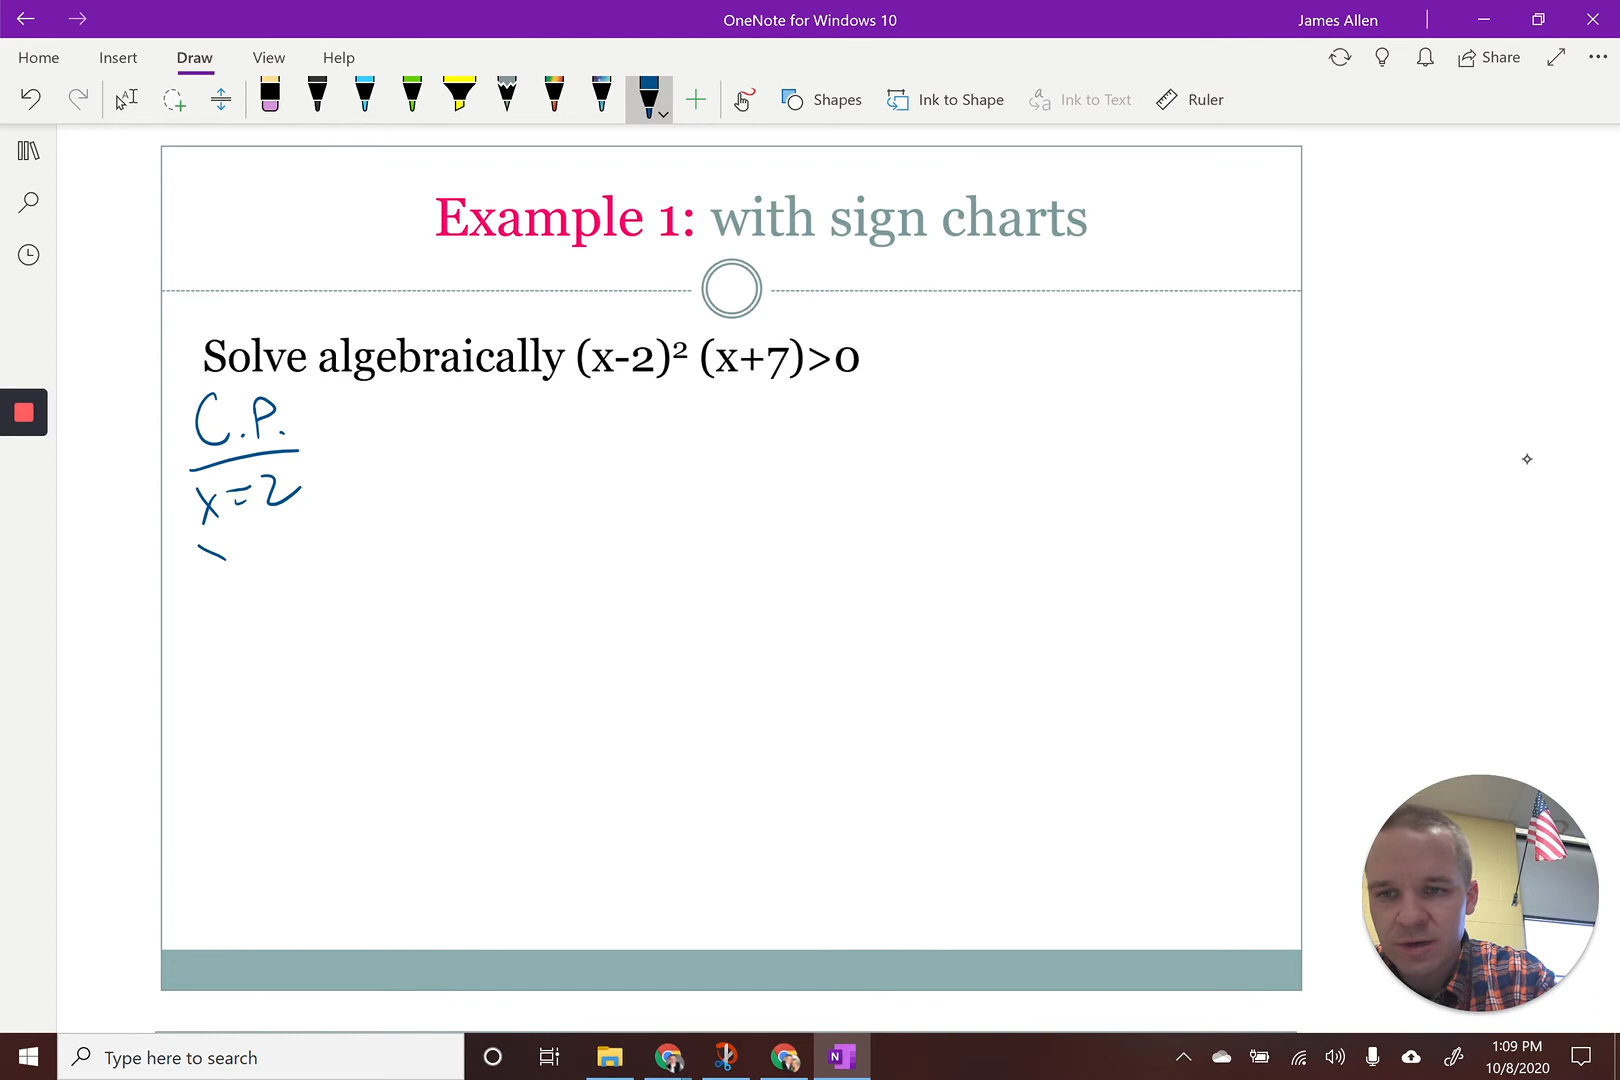 OneNote for Windows 10
James Allen
Home Insert Draw View Help
Share
Shapes Ink to Shape Ink to Text Ruler
Example 1: with sign charts
Solve algebraically (x-2)² (x+7)>0
C.P.
x=2
Type here to search
N
1:09 PM
10/8/2020